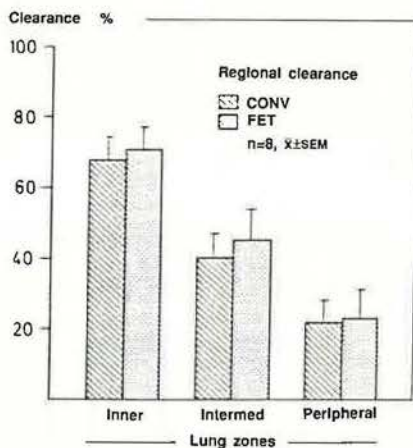 Clearance %
100
80
60
40
20
Regional clearance
CONV
FET
n=8, x̄±SEM
Inner Intermed Peripheral
Lung zones